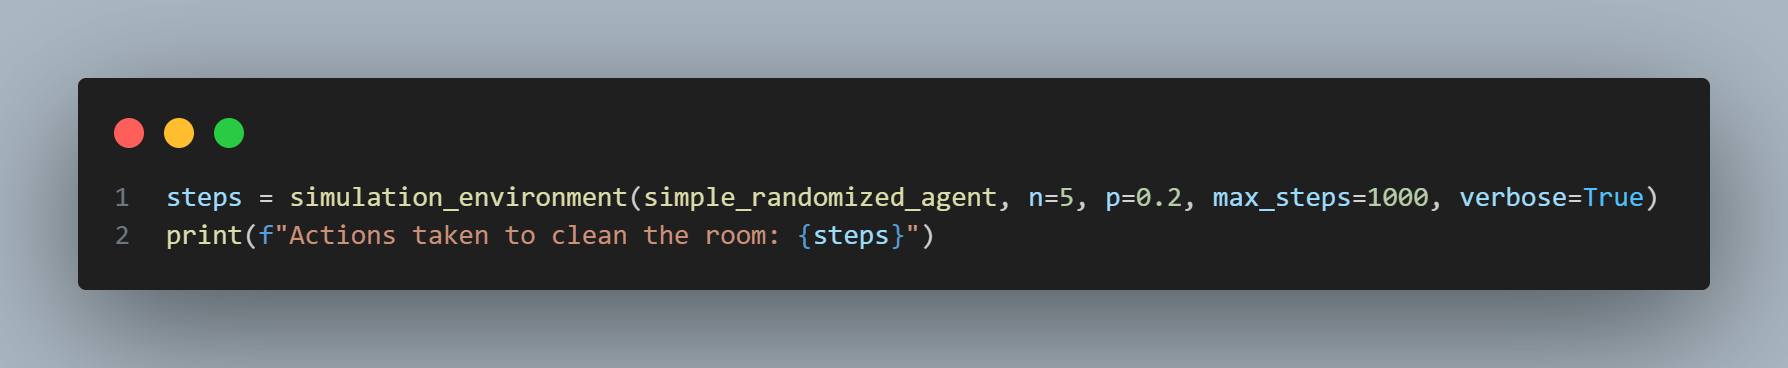 1 steps = simulation_environment(simple_randomized_agent, n=5, p=0.2, max_steps=1000, verbose=True)
2 print(f"Actions taken to clean the room: {steps}")